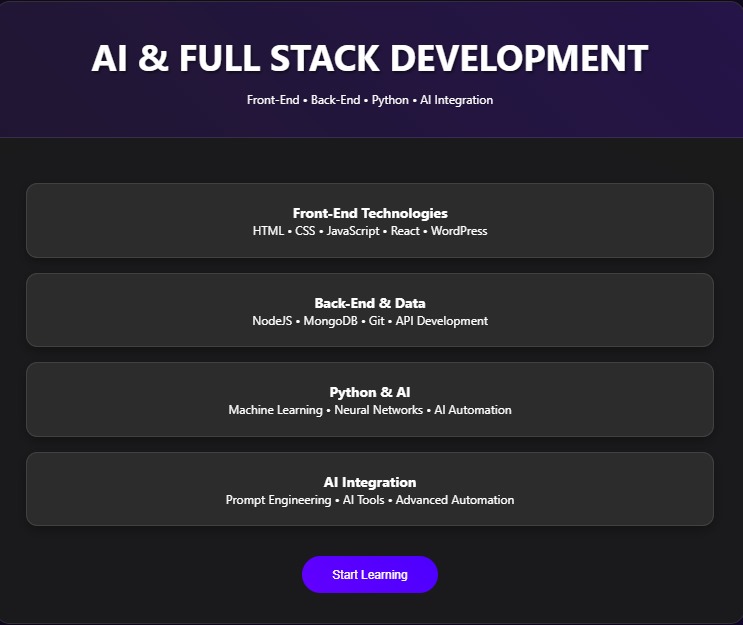 AI & FULL STACK DEVELOPMENT
Front-End • Back-End • Python • AI Integration
Front-End Technologies
HTML • CSS • JavaScript • React • WordPress
Back-End & Data
NodeJS • MongoDB • Git • API Development
Python & AI
Machine Learning • Neural Networks • AI Automation
AI Integration
Prompt Engineering • AI Tools • Advanced Automation
Start Learning